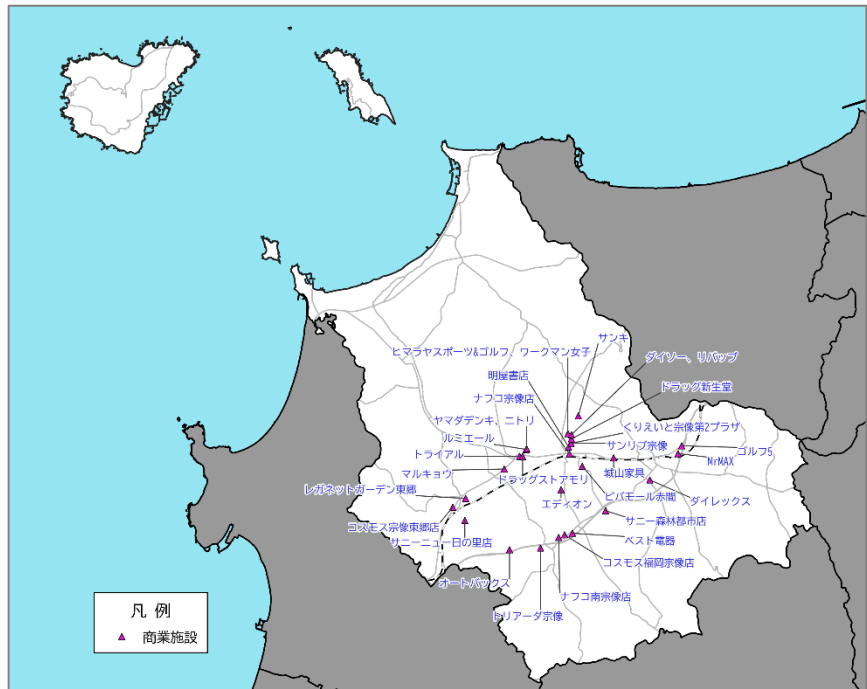 サンキ
ヒマラヤスポーツ&ゴルフ、ワークマン女子
ダイソー、リバップ
明屋書店
ドラッグ新生堂
ナフコ宗像店
ヤマダデンキ、ニトリ
くりえいと宗像第2プラザ
ルミエール
サンリブ宗像
ゴルフ5
トライアル
MrMAX
マルキョウ
ドラッグストアモリ
城山家具
ビバモール赤間
ダイレックス
レガネットガーデン東郷
エディオン
サニー森林都市店
コスモス宗像東郷店
サニーニュー日の里店
ベスト電器
コスモス福岡宗像店
オートバックス
ナフコ南宗像店
トリアーダ宗像
凡 例
商業施設